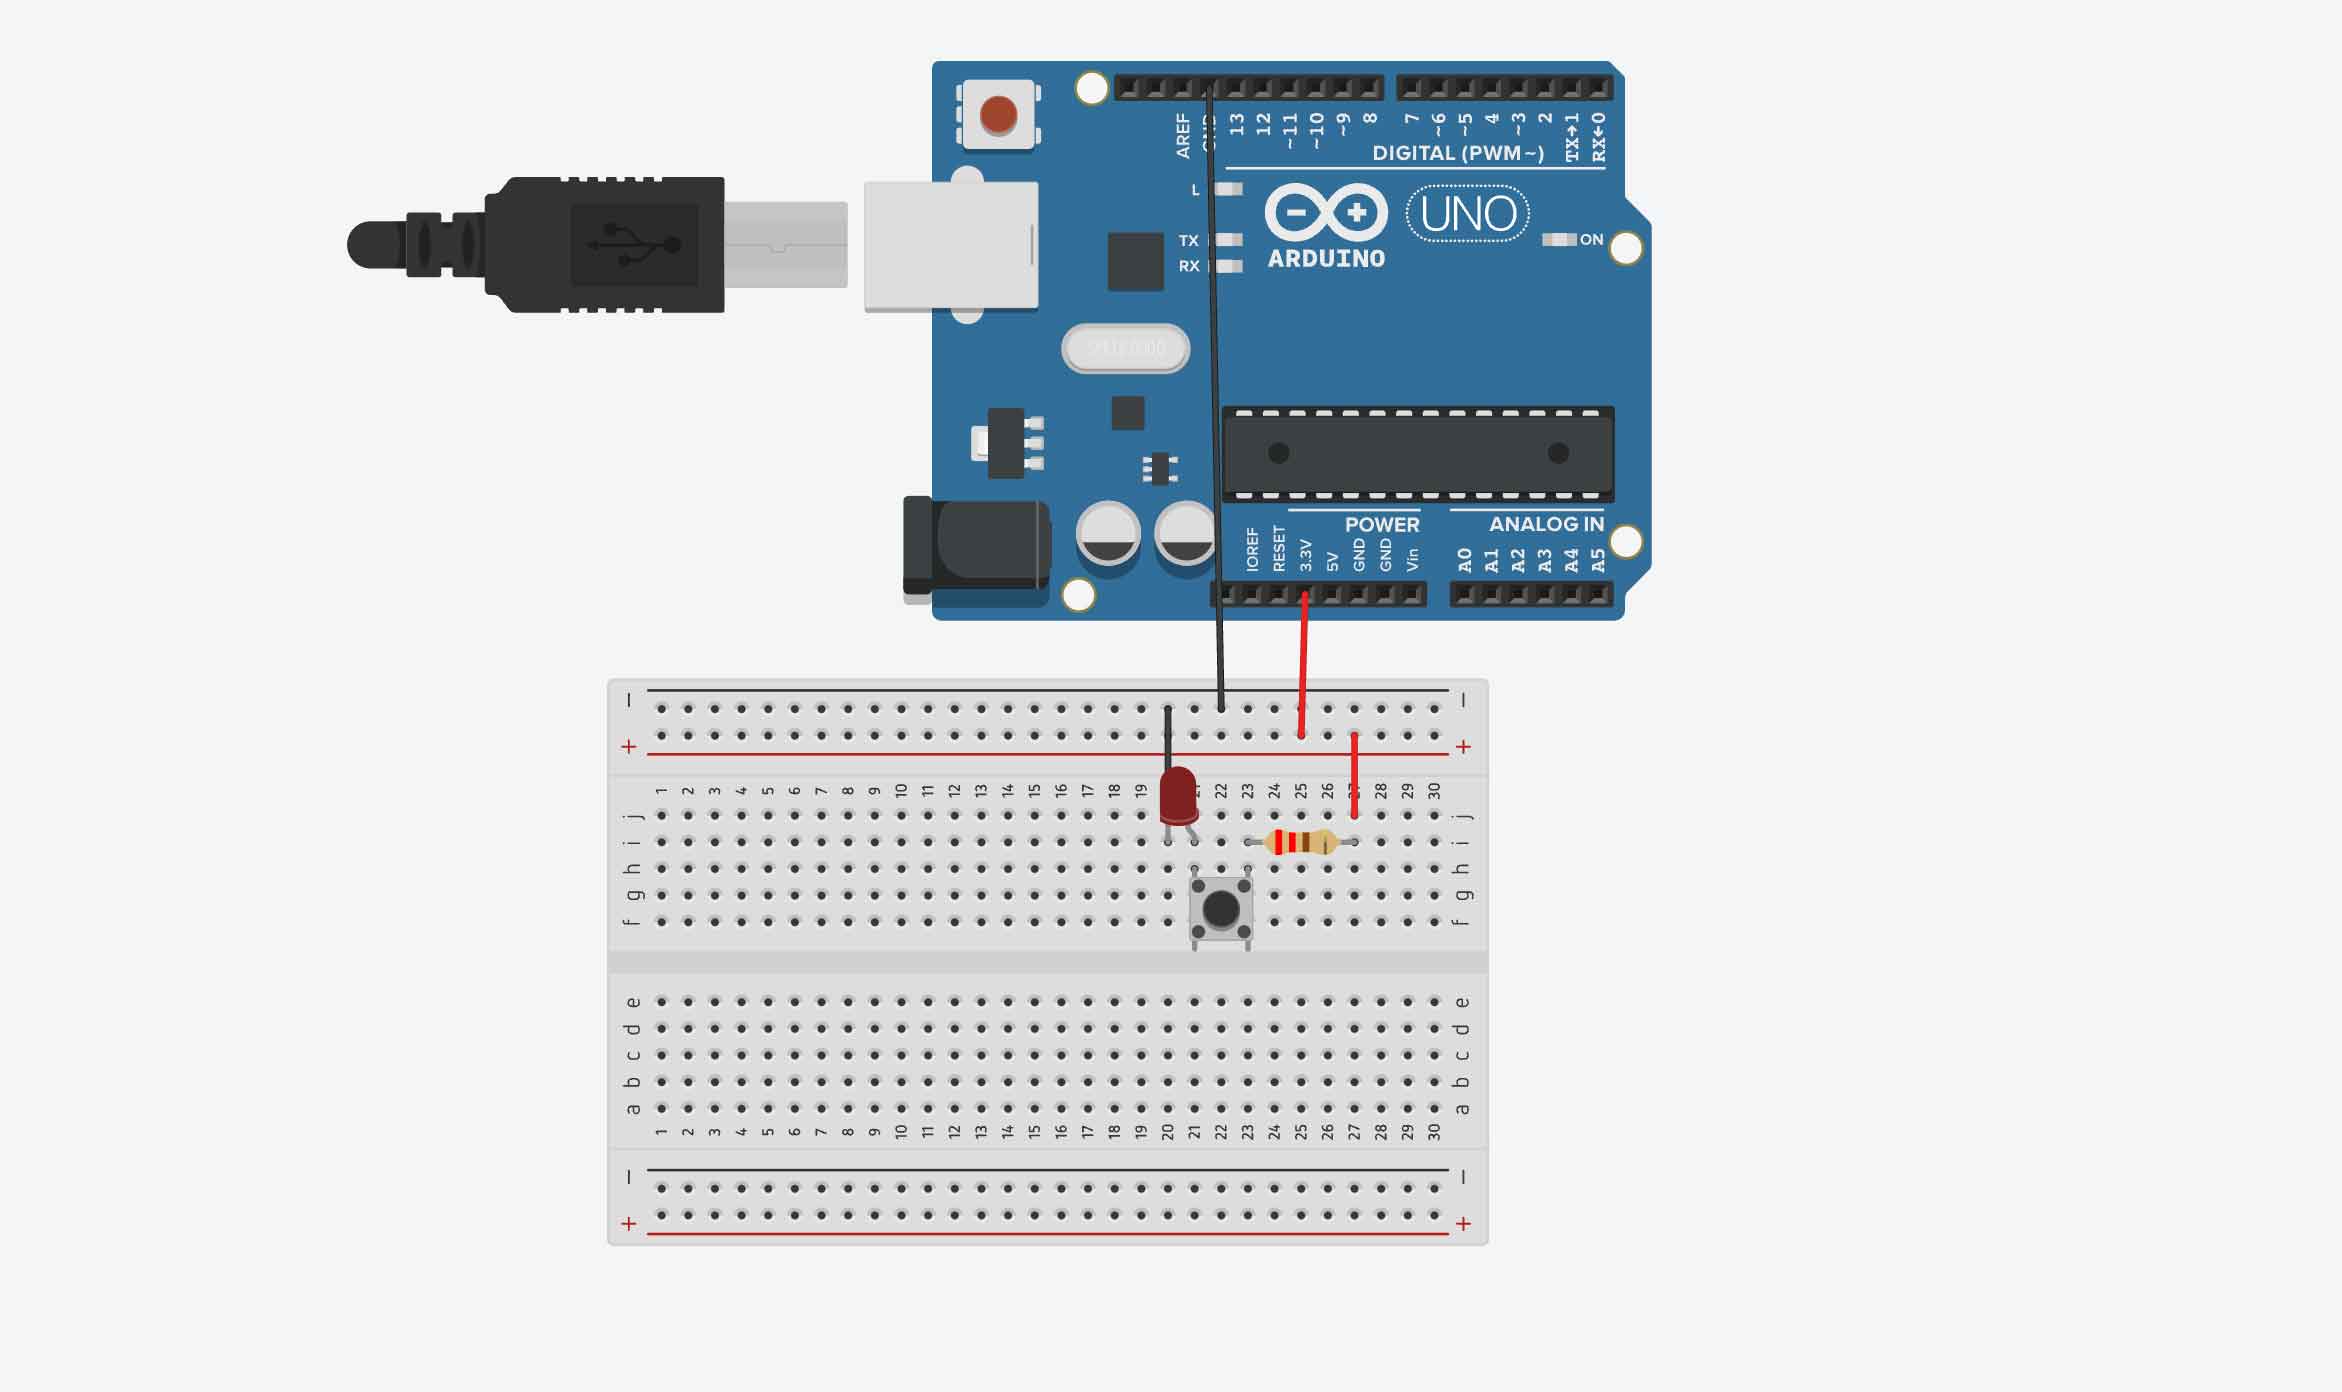 AREF
GND
13
12
~11
~10
~9
8
7
~6
~5
4
~3
2
TX→1
RX←0
DIGITAL (PWM~)
L
TX
RX
ARDUINO
UNO
ON
POWER
ANALOG IN
IOREF
RESET
3.3V
5V
GND
GND
Vin
A0
A1
A2
A3
A4
A5
− −
+ +
1 2 3 4 5 6 7 8 9 10 11 12 13 14 15 16 17 18 19 22 23 24 25 26 27 28 29 30
j j
i i
h h
g g
f f
e e
d d
c c
b b
a a
1 2 3 4 5 6 7 8 9 10 11 12 13 14 15 16 17 18 19 20 21 22 23 24 25 26 27 28 29 30
− −
+ +